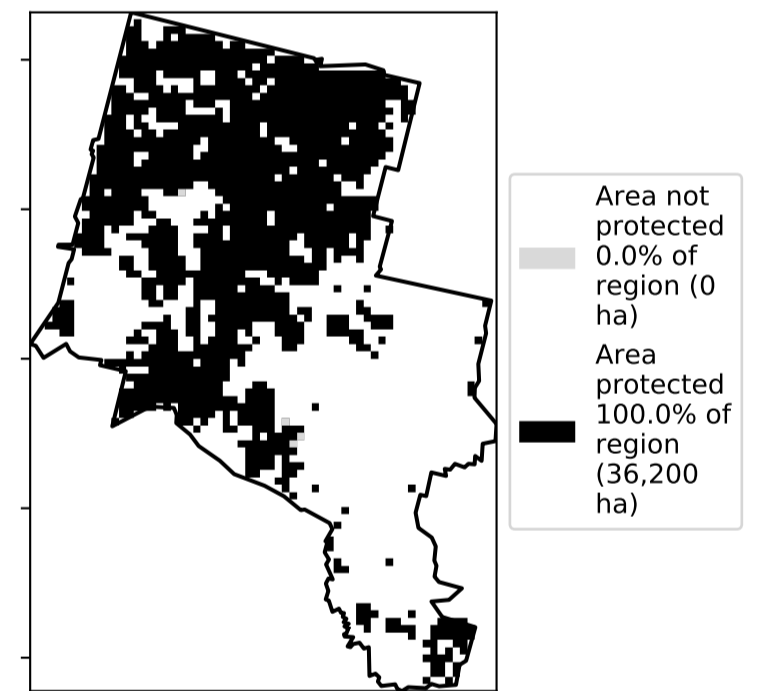 Area not
protected
0.0% of
region (0
ha)
Area
protected
100.0% of
region
(36,200
ha)